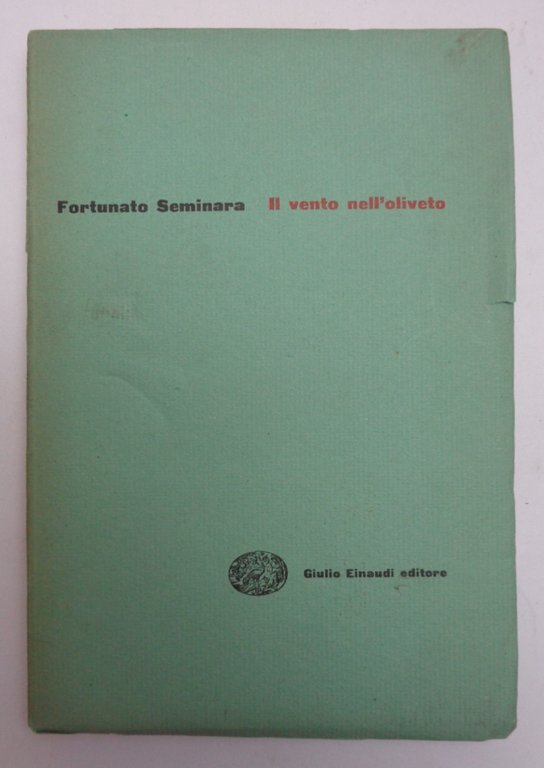 Fortunato Seminara Il vento nell'oliveto
Giulio Einaudi editore